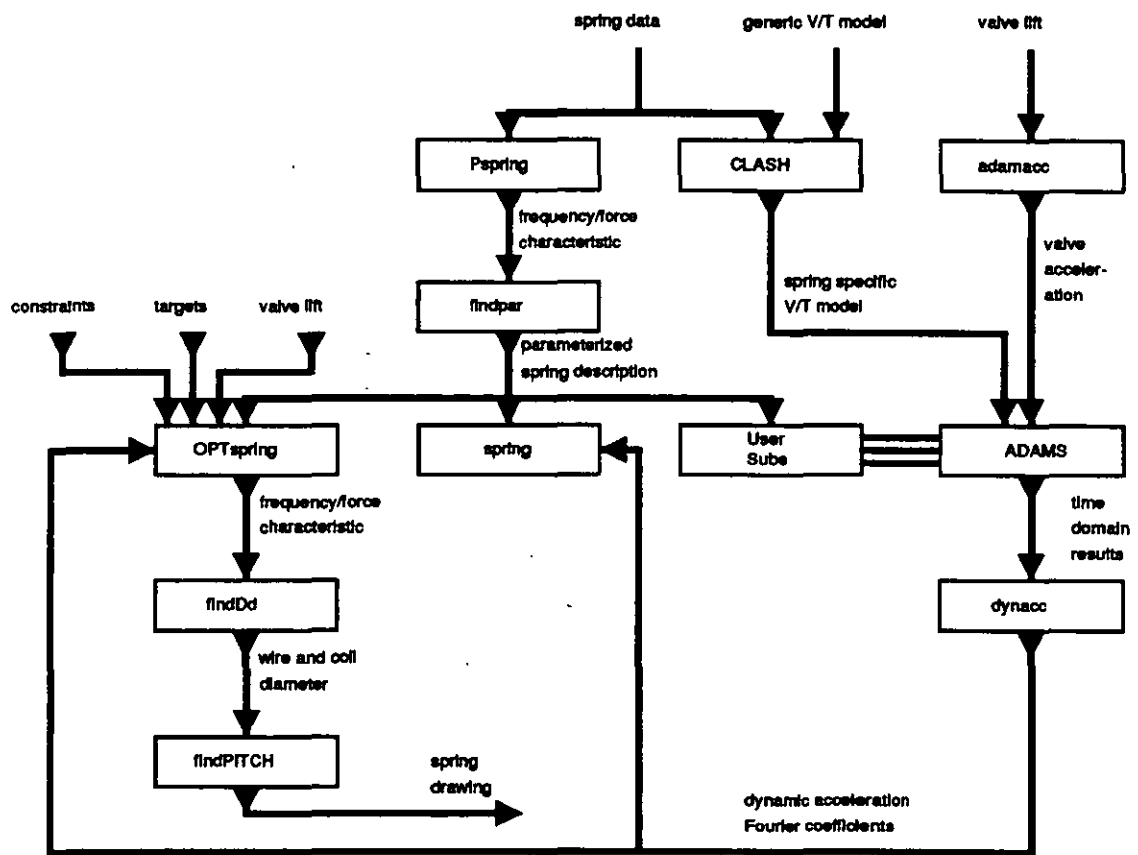 spring data
generic V/T model
valve lift
Pspring
CLASH
adamacc
frequency/force
characteristic
valve
acceler-
ation
spring specific
V/T model
constraints
targets
valve lift
findpar
parameterized
spring description
OPTspring
spring
User
Subs
ADAMS
frequency/force
characteristic
time
domain
results
findDd
dynacc
wire and coil
diameter
findPITCH
spring
drawing
dynamic acceleration
Fourier coefficients